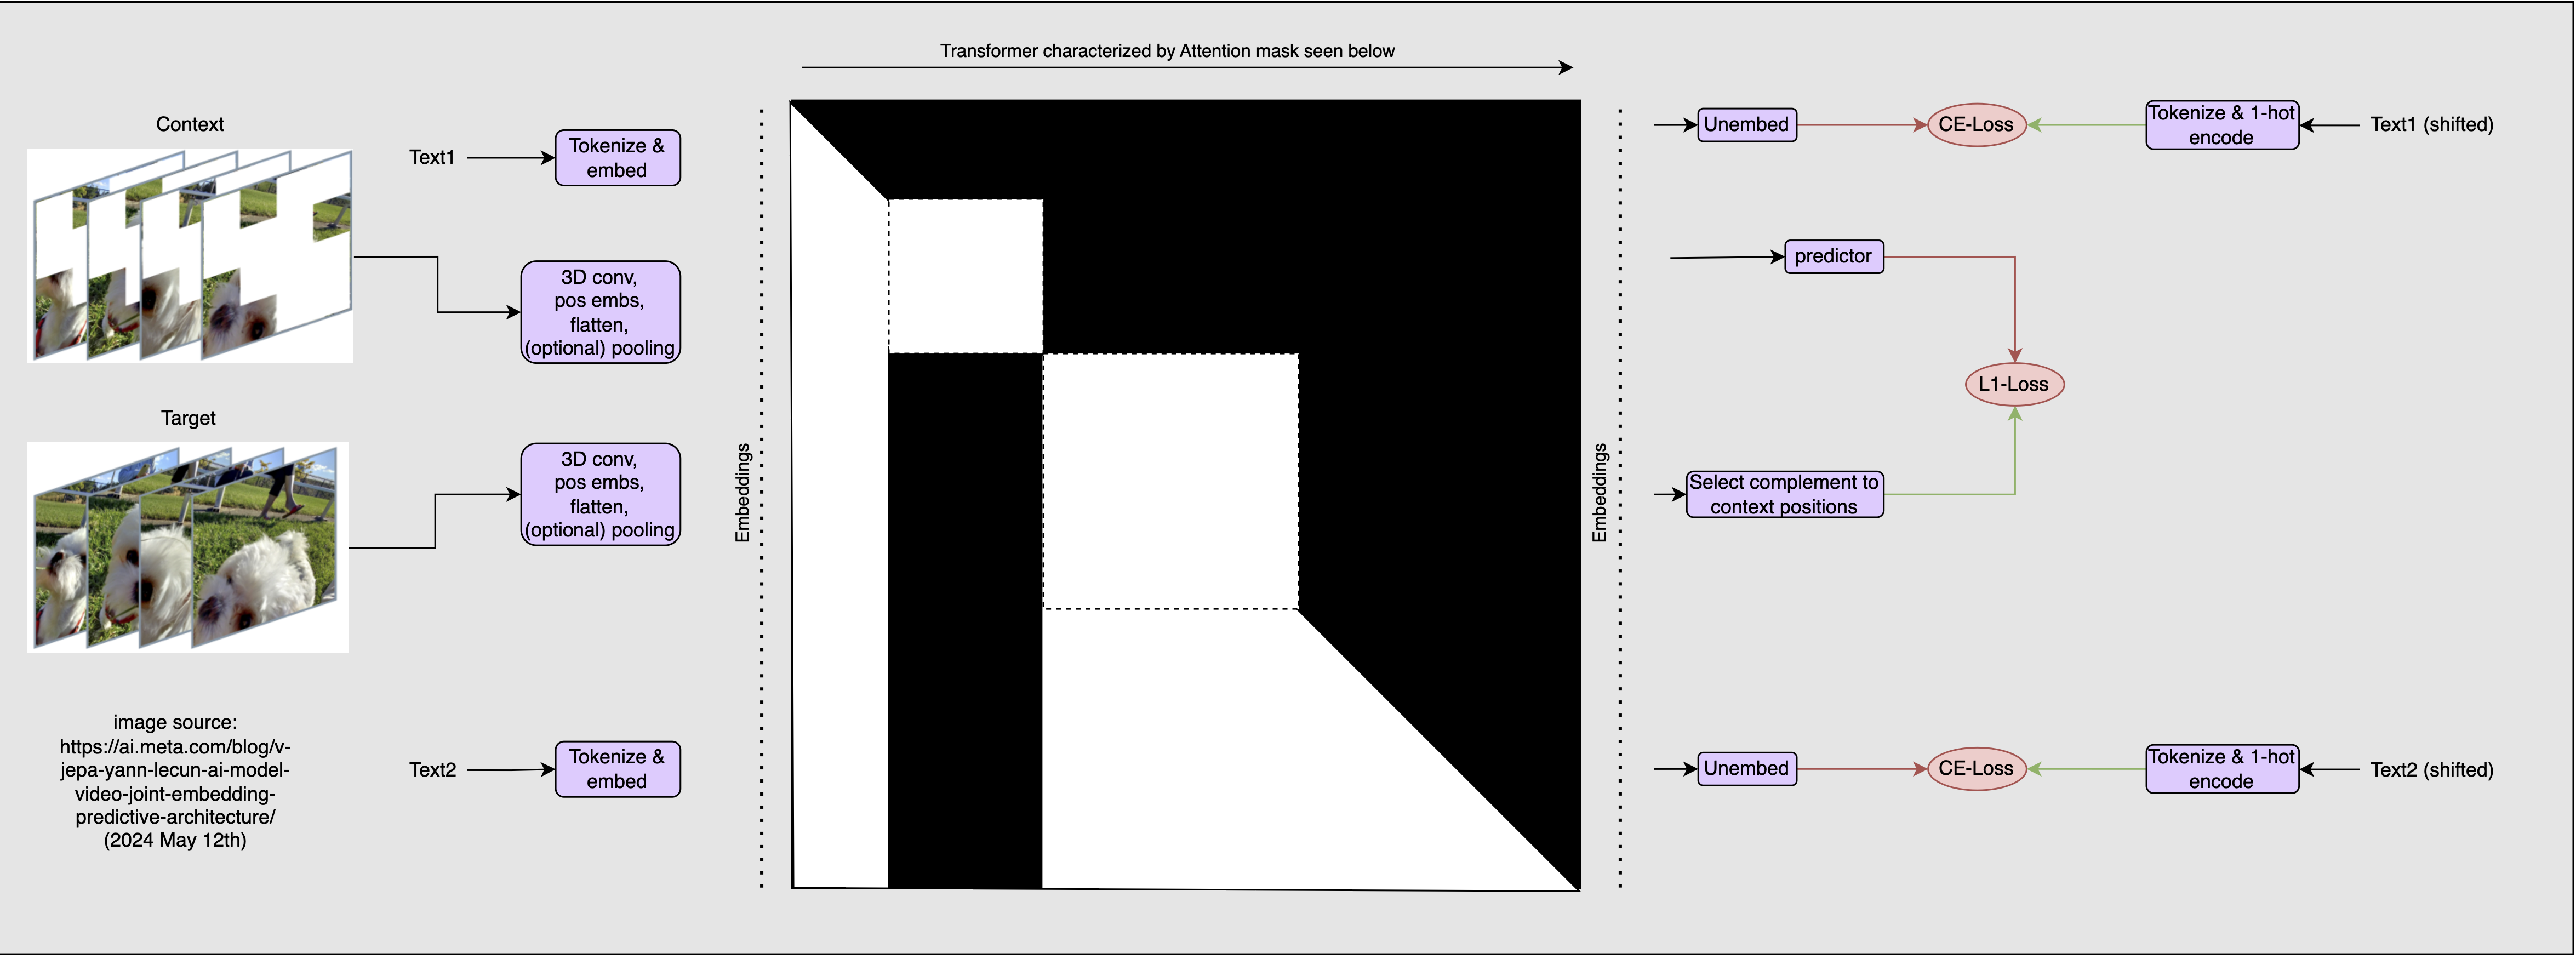 Transformer characterized by Attention mask seen below
Context
Text1
Tokenize &
embed
3D conv,
pos embs,
flatten,
(optional) pooling
Target
3D conv,
pos embs,
flatten,
(optional) pooling
image source:
https://ai.meta.com/blog/v-
jepa-yann-lecun-ai-model-
video-joint-embedding-
predictive-architecture/
(2024 May 12th)
Text2
Tokenize &
embed
Embeddings
Embeddings
Unembed
CE-Loss
Tokenize & 1-hot
encode
Text1 (shifted)
predictor
L1-Loss
Select complement to
context positions
Unembed
CE-Loss
Tokenize & 1-hot
encode
Text2 (shifted)